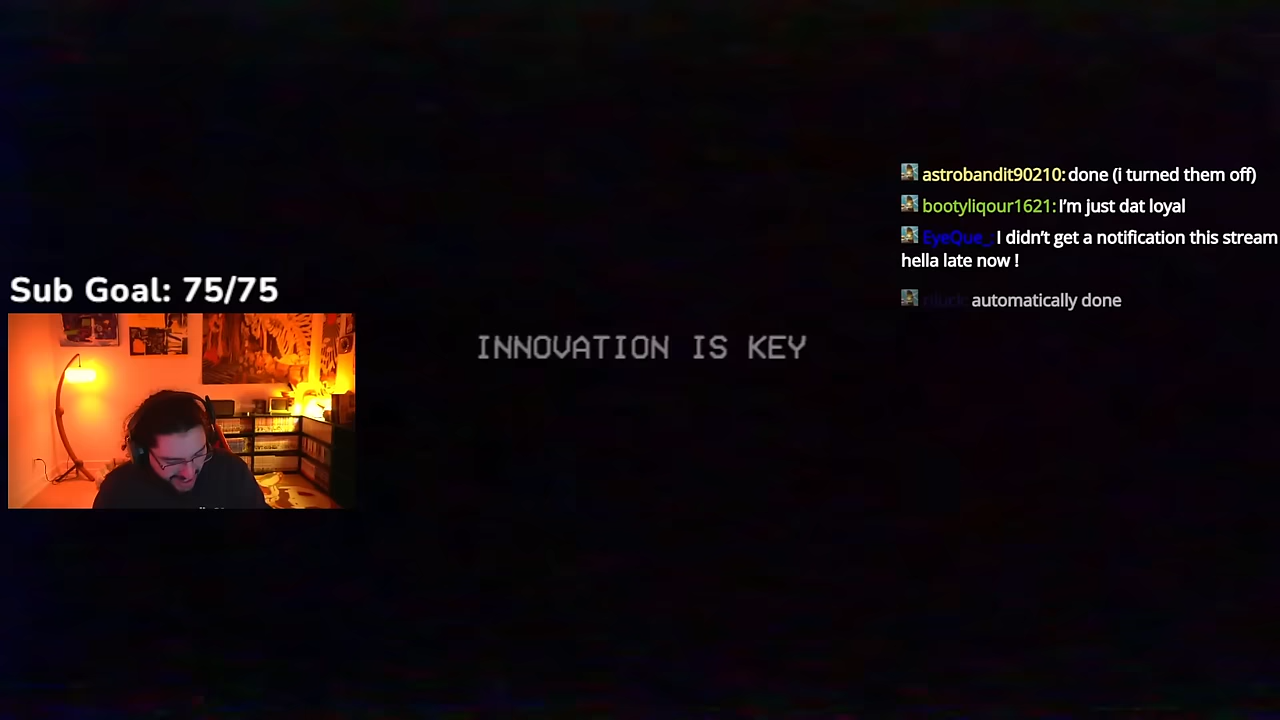 astrobandit90210: done (i turned them off)
bootyliqour1621: I'm just dat loyal
EyeQue_: I didn't get a notification this stream
hella late now !
automatically done
Sub Goal: 75/75
INNOVATION IS KEY